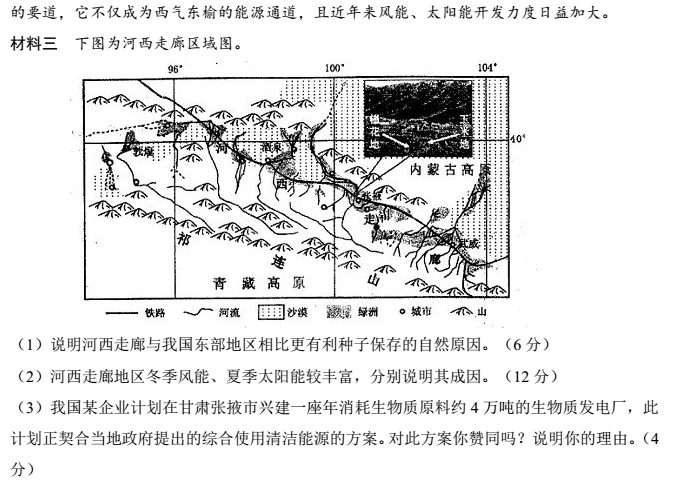 的要道，它不仅成为西气东输的能源通道，且近年来风能、太阳能开发力度日益加大。
材料三 下图为河西走廊区域图。
96° 100° 104°
40°
敦煌 河 酒泉
内蒙古高原
西 张掖
走
祁 连 山 廊 武威
青藏高原
铁路 河流 沙漠 绿洲 城市 山
（1）说明河西走廊与我国东部地区相比更有利种子保存的自然原因。（6 分）
（2）河西走廊地区冬季风能、夏季太阳能较丰富，分别说明其成因。（12 分）
（3）我国某企业计划在甘肃张掖市兴建一座年消耗生物质原料约 4 万吨的生物质发电厂，此
计划正契合当地政府提出的综合使用清洁能源的方案。对此方案你赞同吗？说明你的理由。（4
分）